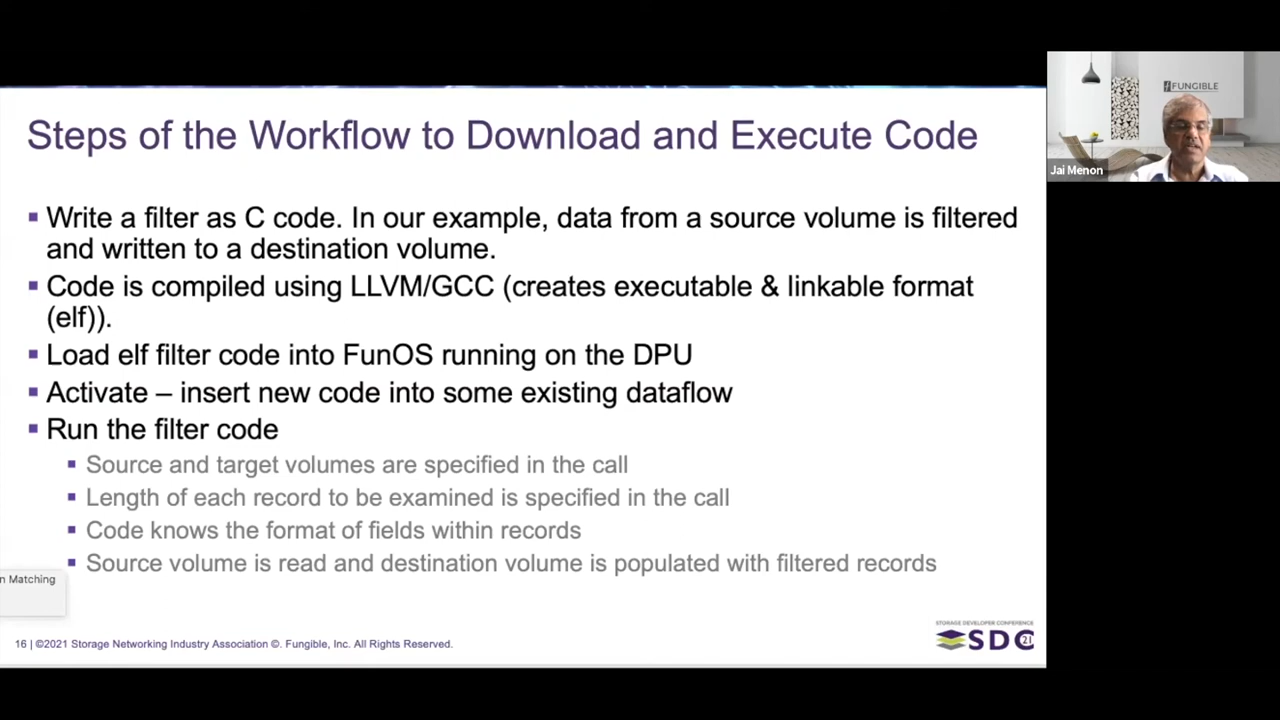 Steps of the Workflow to Download and Execute Code
▪ Write a filter as C code. In our example, data from a source volume is filtered
and written to a destination volume.
▪ Code is compiled using LLVM/GCC (creates executable & linkable format
(elf)).
▪ Load elf filter code into FunOS running on the DPU
▪ Activate – insert new code into some existing dataflow
▪ Run the filter code
▪ Source and target volumes are specified in the call
▪ Length of each record to be examined is specified in the call
▪ Code knows the format of fields within records
▪ Source volume is read and destination volume is populated with filtered records
n Matching
16 | ©2021 Storage Networking Industry Association ©. Fungible, Inc. All Rights Reserved.
STORAGE DEVELOPER CONFERENCE
SDC 21
FUNGIBLE
Jai Menon